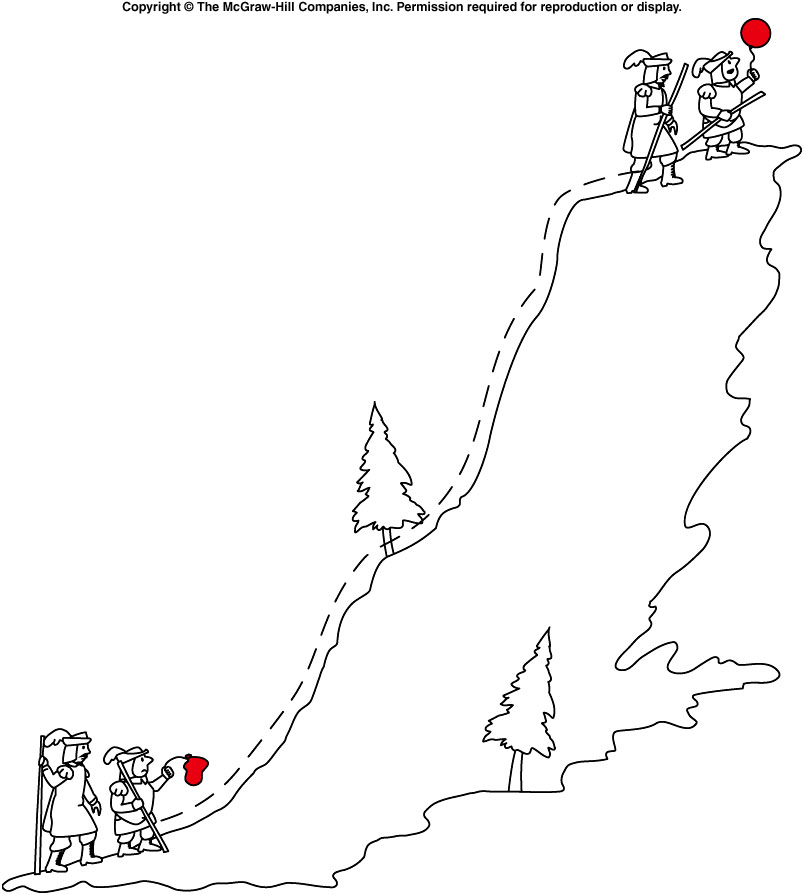 Copyright © The McGraw-Hill Companies, Inc. Permission required for reproduction or display.